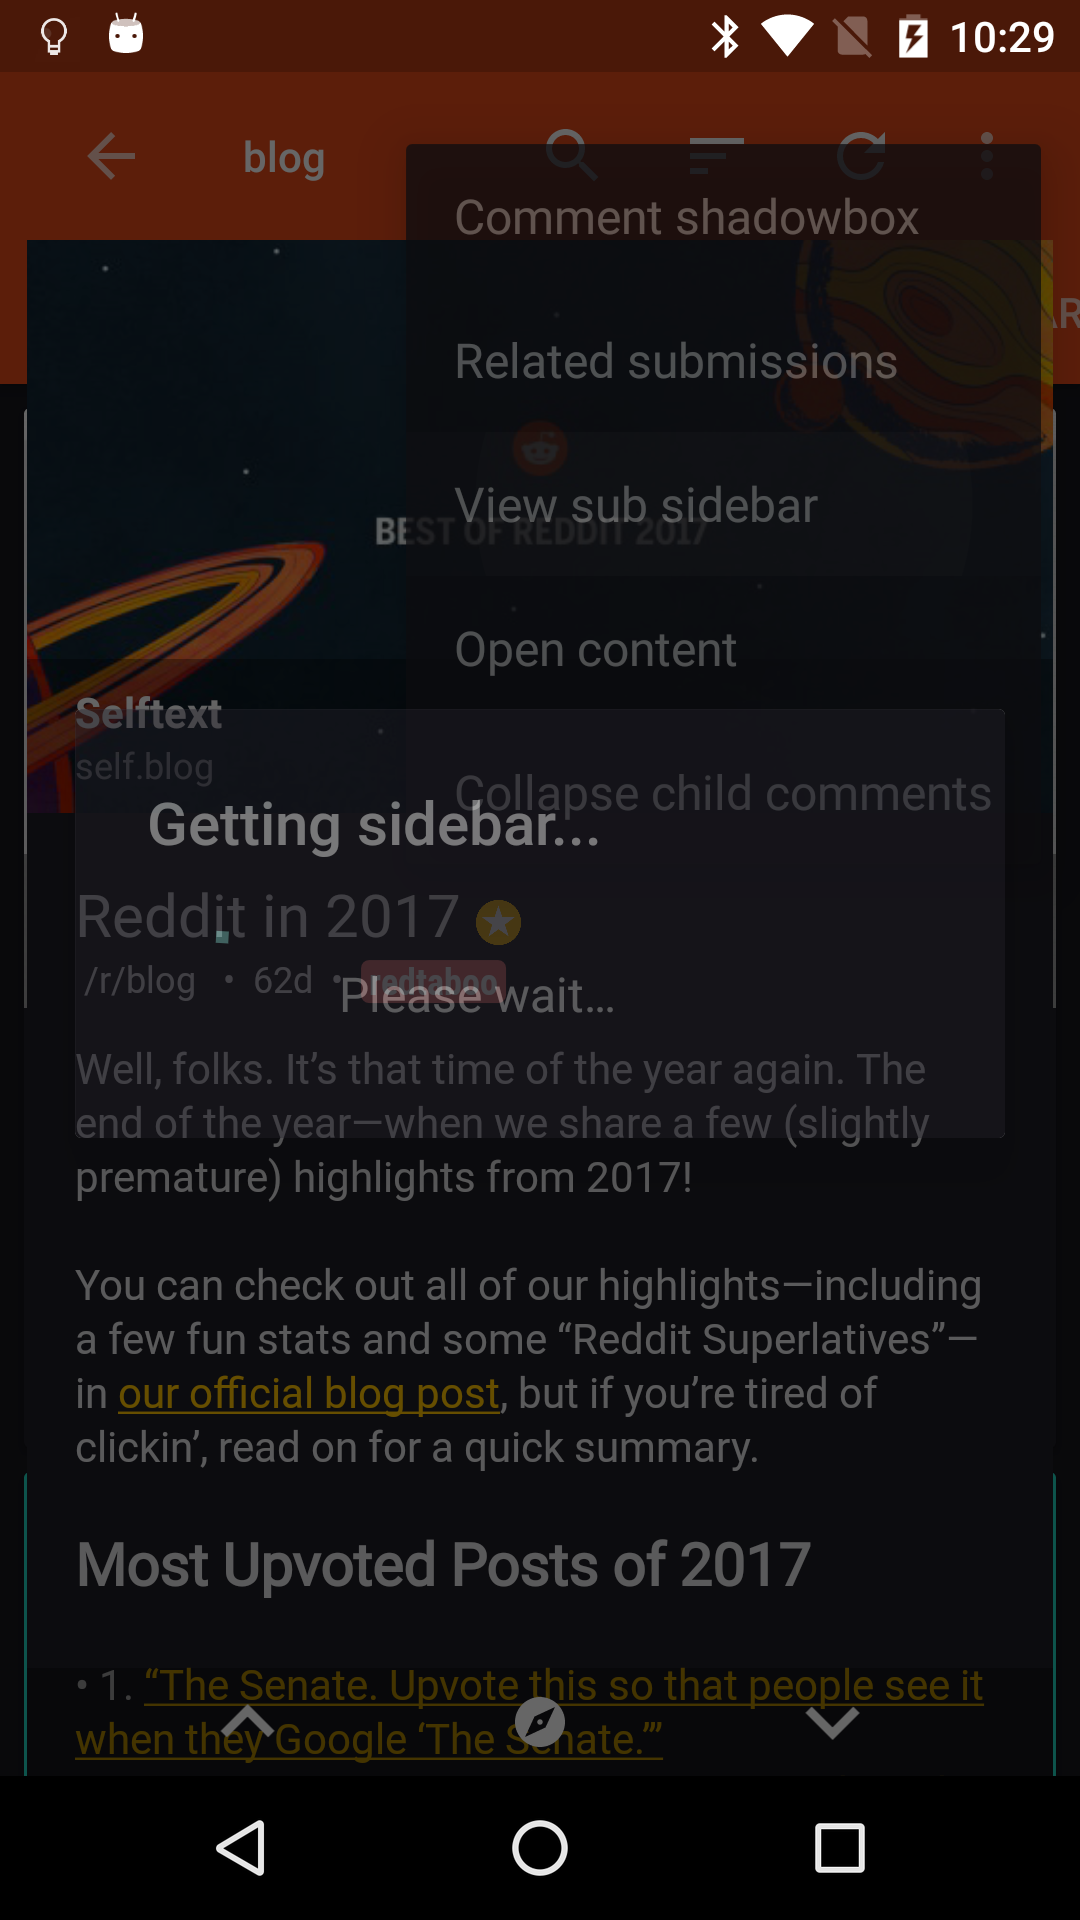 10:29
blog
Comment shadowbox
Related submissions
View sub sidebar
BEST OF REDDIT 2017
Open content
Selftext
self.blog
Collapse child comments
Getting sidebar...
Reddit in 2017
/r/blog • 62d • redtaboo
Please wait...
Well, folks. It’s that time of the year again. The
end of the year—when we share a few (slightly
premature) highlights from 2017!
You can check out all of our highlights—including
a few fun stats and some “Reddit Superlatives”—
in our official blog post, but if you’re tired of
clickin’, read on for a quick summary.
Most Upvoted Posts of 2017
• 1. “The Senate. Upvote this so that people see it
when they Google ‘The Senate.’”